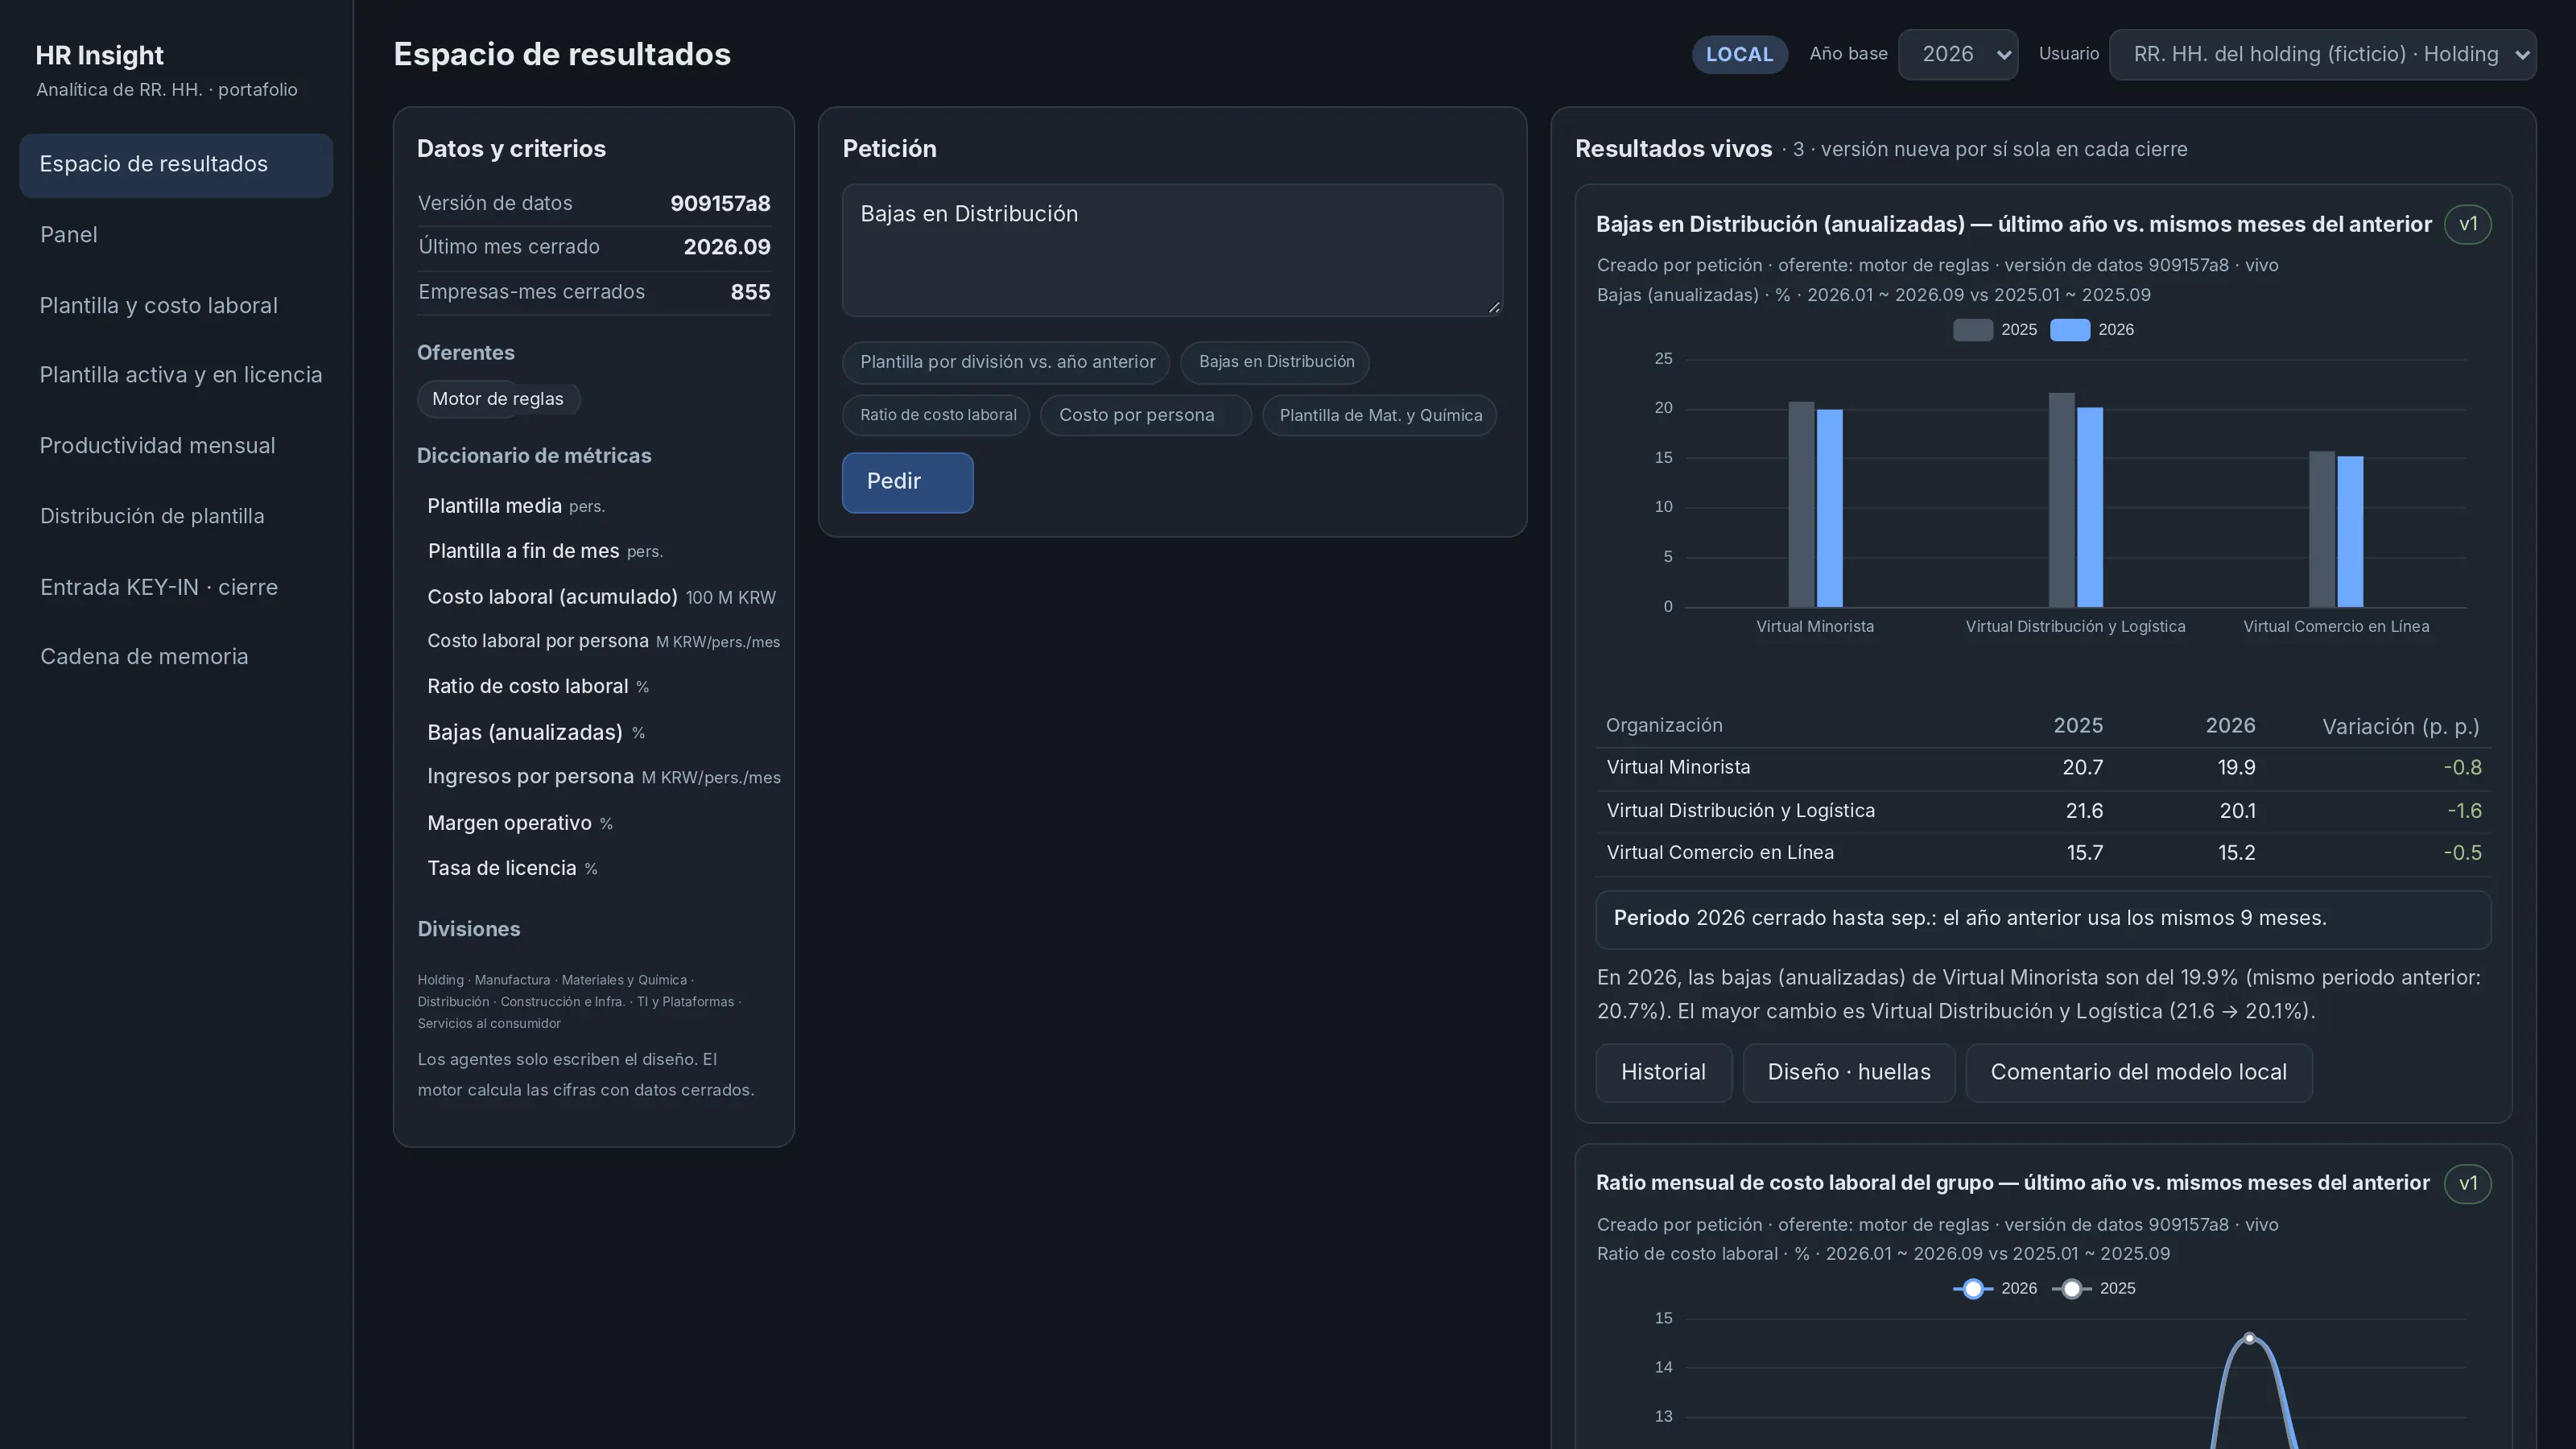 HR Insight
Analítica de RR. HH. · portafolio
Espacio de resultados
Panel
Plantilla y costo laboral
Plantilla activa y en licencia
Productividad mensual
Distribución de plantilla
Entrada KEY-IN · cierre
Cadena de memoria
Espacio de resultados
LOCAL
Año base
2026
Usuario
RR. HH. del holding (ficticio) · Holding
Datos y criterios
Versión de datos 909157a8
Último mes cerrado 2026.09
Empresas-mes cerrados 855
Oferentes
Motor de reglas
Diccionario de métricas
Plantilla media pers.
Plantilla a fin de mes pers.
Costo laboral (acumulado) 100 M KRW
Costo laboral por persona M KRW/pers./mes
Ratio de costo laboral %
Bajas (anualizadas) %
Ingresos por persona M KRW/pers./mes
Margen operativo %
Tasa de licencia %
Divisiones
Holding · Manufactura · Materiales y Química ·
Distribución · Construcción e Infra. · TI y Plataformas ·
Servicios al consumidor
Los agentes solo escriben el diseño. El
motor calcula las cifras con datos cerrados.
Petición
Bajas en Distribución
Plantilla por división vs. año anterior
Bajas en Distribución
Ratio de costo laboral
Costo por persona
Plantilla de Mat. y Química
Pedir
Resultados vivos · 3 · versión nueva por sí sola en cada cierre
Bajas en Distribución (anualizadas) — último año vs. mismos meses del anterior v1
Creado por petición · oferente: motor de reglas · versión de datos 909157a8 · vivo
Bajas (anualizadas) · % · 2026.01 ~ 2026.09 vs 2025.01 ~ 2025.09
2025 2026
25
20
15
10
5
0
Virtual Minorista
Virtual Distribución y Logística
Virtual Comercio en Línea
Organización 2025 2026 Variación (p. p.)
Virtual Minorista 20.7 19.9 -0.8
Virtual Distribución y Logística 21.6 20.1 -1.6
Virtual Comercio en Línea 15.7 15.2 -0.5
Periodo 2026 cerrado hasta sep.: el año anterior usa los mismos 9 meses.
En 2026, las bajas (anualizadas) de Virtual Minorista son del 19.9% (mismo periodo anterior:
20.7%). El mayor cambio es Virtual Distribución y Logística (21.6 → 20.1%).
Historial
Diseño · huellas
Comentario del modelo local
Ratio mensual de costo laboral del grupo — último año vs. mismos meses del anterior v1
Creado por petición · oferente: motor de reglas · versión de datos 909157a8 · vivo
Ratio de costo laboral · % · 2026.01 ~ 2026.09 vs 2025.01 ~ 2025.09
2026 2025
15
14
13